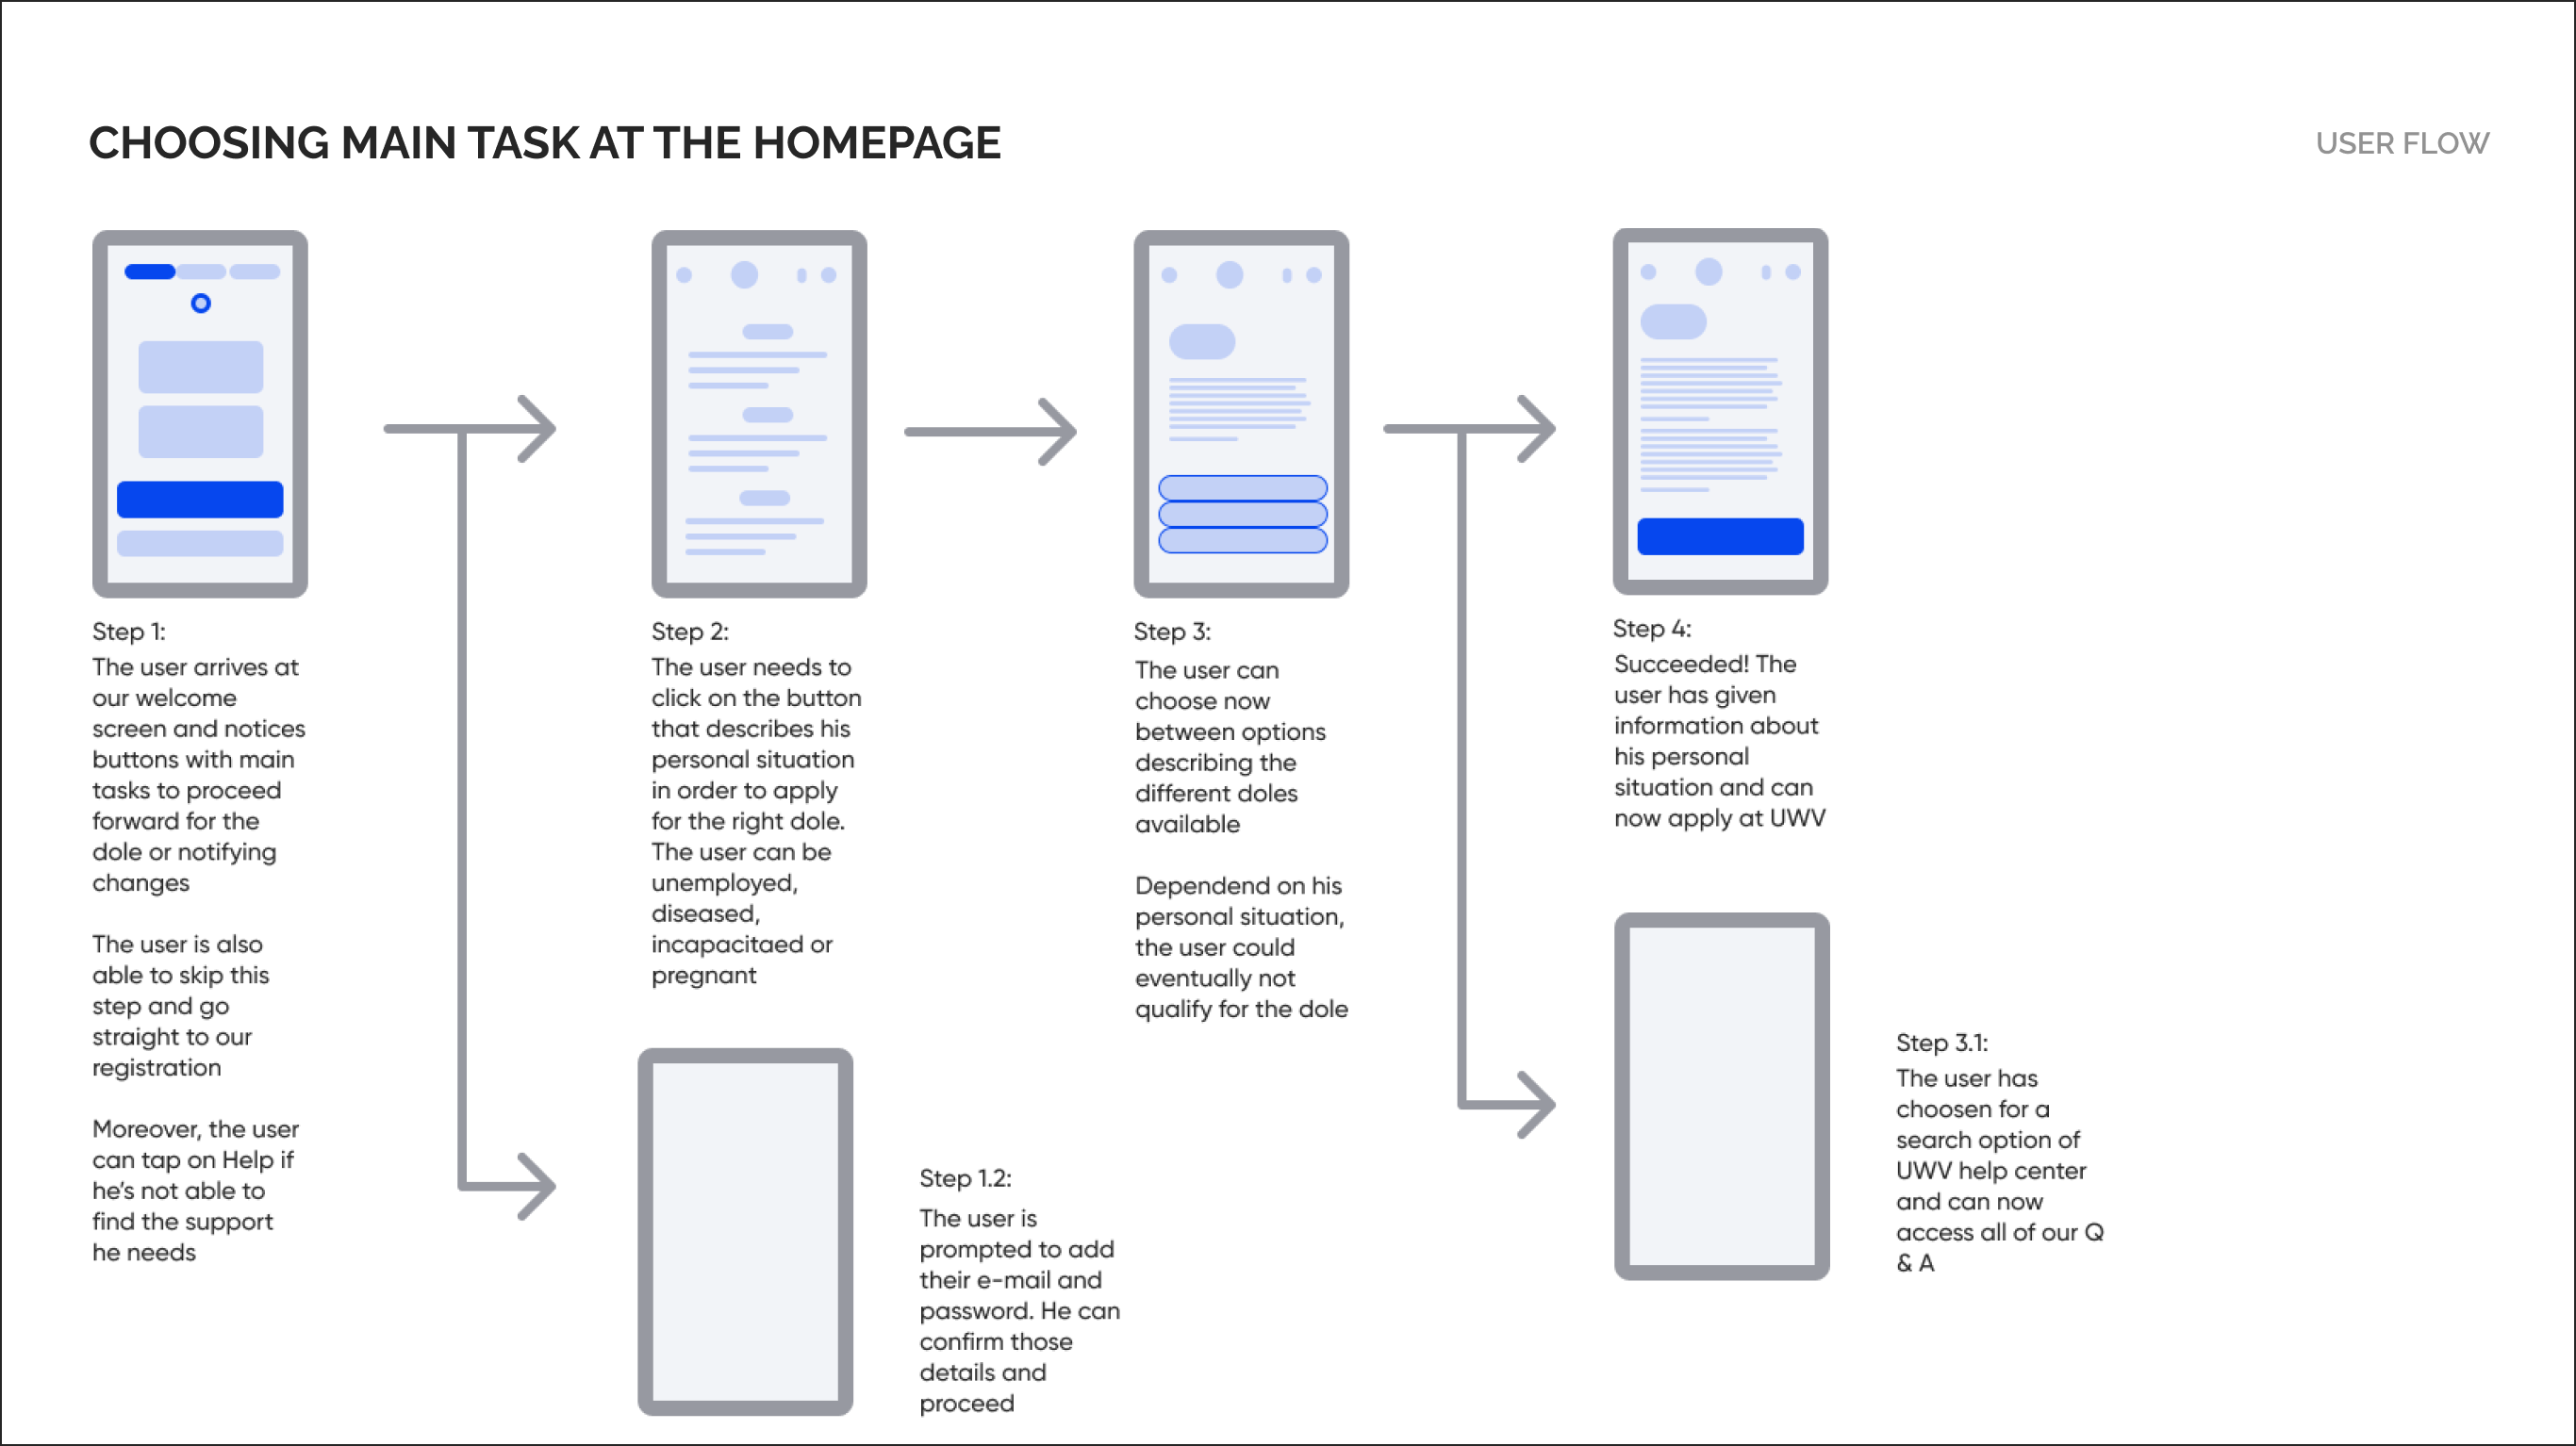 CHOOSING MAIN TASK AT THE HOMEPAGE
USER FLOW
Step 1:
The user arrives at
our welcome
screen and notices
buttons with main
tasks to proceed
forward for the
dole or notifying
changes
The user is also
able to skip this
step and go
straight to our
registration
Moreover, the user
can tap on Help if
he's not able to
find the support
he needs
Step 2:
The user needs to
click on the button
that describes his
personal situation
in order to apply
for the right dole.
The user can be
unemployed,
diseased,
incapacitaed or
pregnant
Step 1.2:
The user is
prompted to add
their e-mail and
password. He can
confirm those
details and
proceed
Step 3:
The user can
choose now
between options
describing the
different doles
available
Dependend on his
personal situation,
the user could
eventually not
qualify for the dole
Step 4:
Succeeded! The
user has given
information about
his personal
situation and can
now apply at UWV
Step 3.1:
The user has
choosen for a
search option of
UWV help center
and can now
access all of our Q
& A